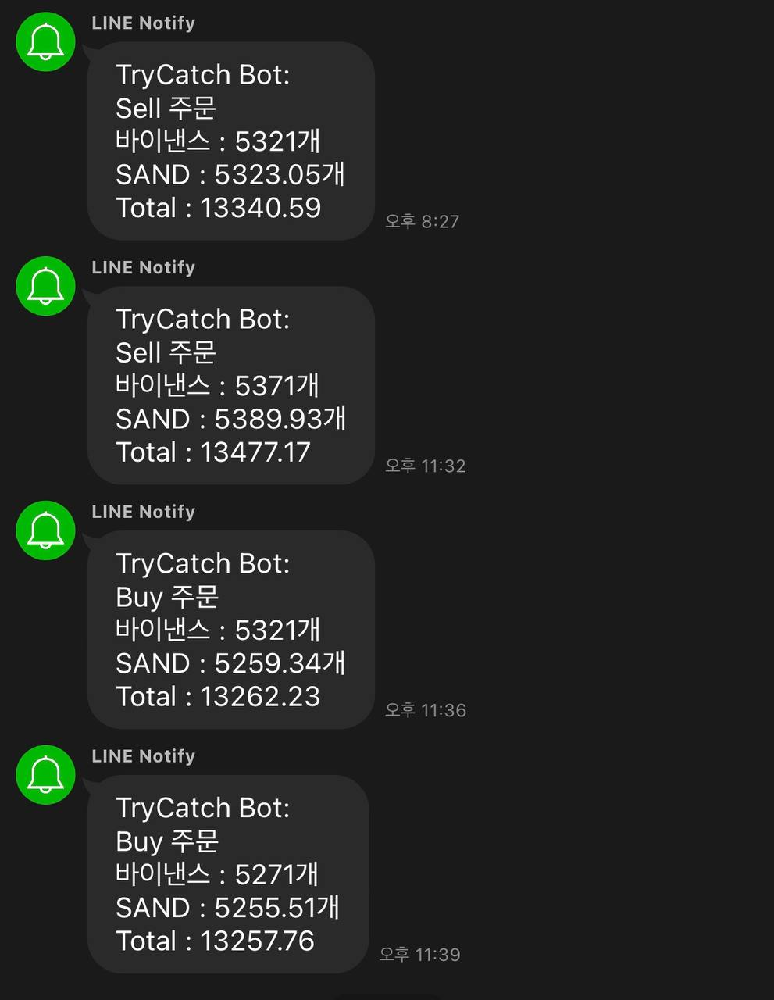 LINE Notify
TryCatch Bot:
Sell 주문
바이낸스 : 5321개
SAND : 5323.05개
Total : 13340.59
오후 8:27
LINE Notify
TryCatch Bot:
Sell 주문
바이낸스 : 5371개
SAND : 5389.93개
Total : 13477.17
오후 11:32
LINE Notify
TryCatch Bot:
Buy 주문
바이낸스 : 5321개
SAND : 5259.34개
Total : 13262.23
오후 11:36
LINE Notify
TryCatch Bot:
Buy 주문
바이낸스 : 5271개
SAND : 5255.51개
Total : 13257.76
오후 11:39